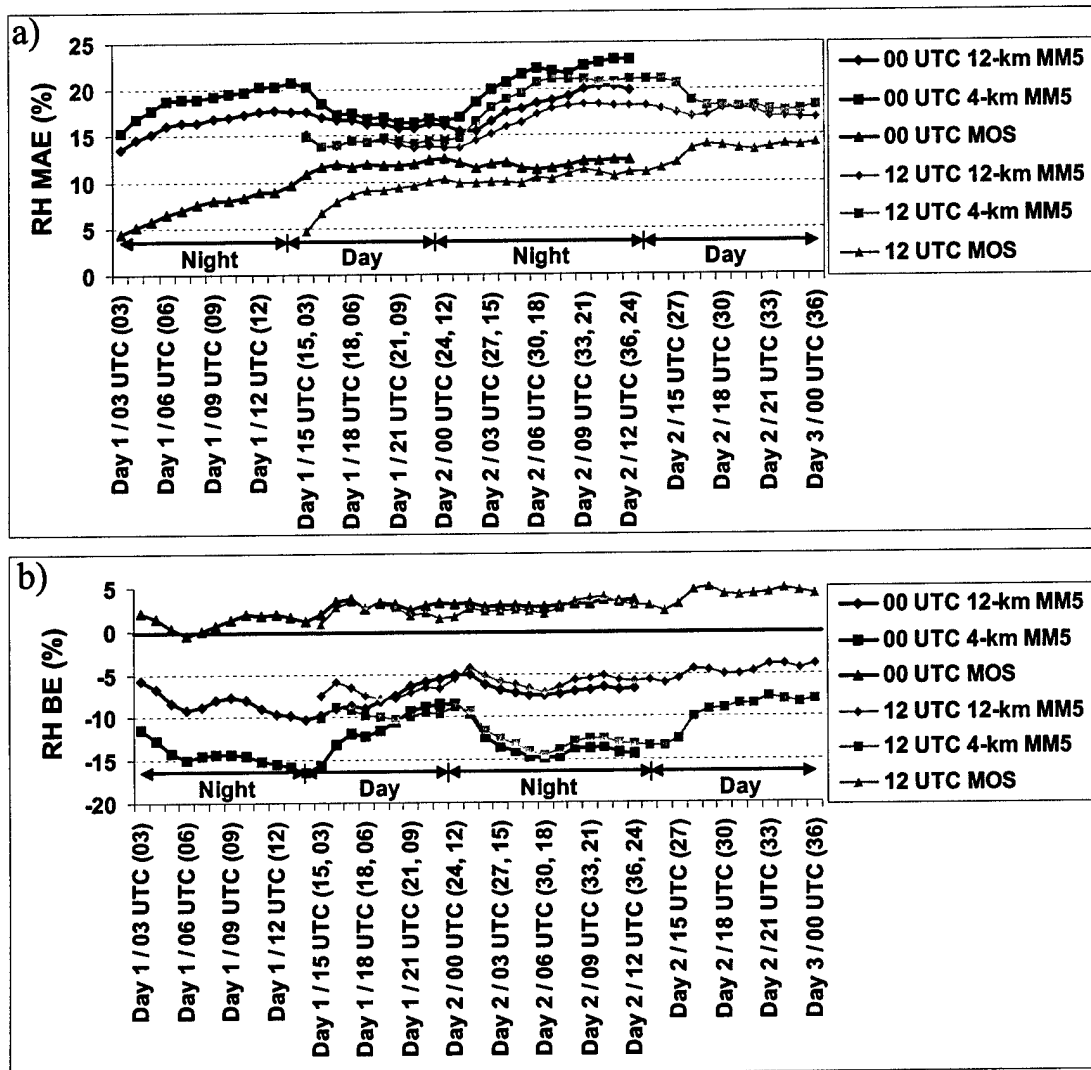 a)
RH MAE (%)
25
20
15
10
5
0
Night
Day
Night
Day
Day 1 / 03 UTC (03)
Day 1 / 06 UTC (06)
Day 1 / 09 UTC (09)
Day 1 / 12 UTC (12)
Day 1 / 15 UTC (15, 03)
Day 1 / 18 UTC (18, 06)
Day 1 / 21 UTC (21, 09)
Day 2 / 00 UTC (24, 12)
Day 2 / 03 UTC (27, 15)
Day 2 / 06 UTC (30, 18)
Day 2 / 09 UTC (33, 21)
Day 2 / 12 UTC (36, 24)
Day 2 / 15 UTC (27)
Day 2 / 18 UTC (30)
Day 2 / 21 UTC (33)
Day 3 / 00 UTC (36)
00 UTC 12-km MM5
00 UTC 4-km MM5
00 UTC MOS
12 UTC 12-km MM5
12 UTC 4-km MM5
12 UTC MOS
b)
RH BE (%)
5
0
-5
-10
-15
-20
Night
Day
Night
Day
Day 1 / 03 UTC (03)
Day 1 / 06 UTC (06)
Day 1 / 09 UTC (09)
Day 1 / 12 UTC (12)
Day 1 / 15 UTC (15, 03)
Day 1 / 18 UTC (18, 06)
Day 1 / 21 UTC (21, 09)
Day 2 / 00 UTC (24, 12)
Day 2 / 03 UTC (27, 15)
Day 2 / 06 UTC (30, 18)
Day 2 / 09 UTC (33, 21)
Day 2 / 12 UTC (36, 24)
Day 2 / 15 UTC (27)
Day 2 / 18 UTC (30)
Day 2 / 21 UTC (33)
Day 3 / 00 UTC (36)
00 UTC 12-km MM5
00 UTC 4-km MM5
00 UTC MOS
12 UTC 12-km MM5
12 UTC 4-km MM5
12 UTC MOS